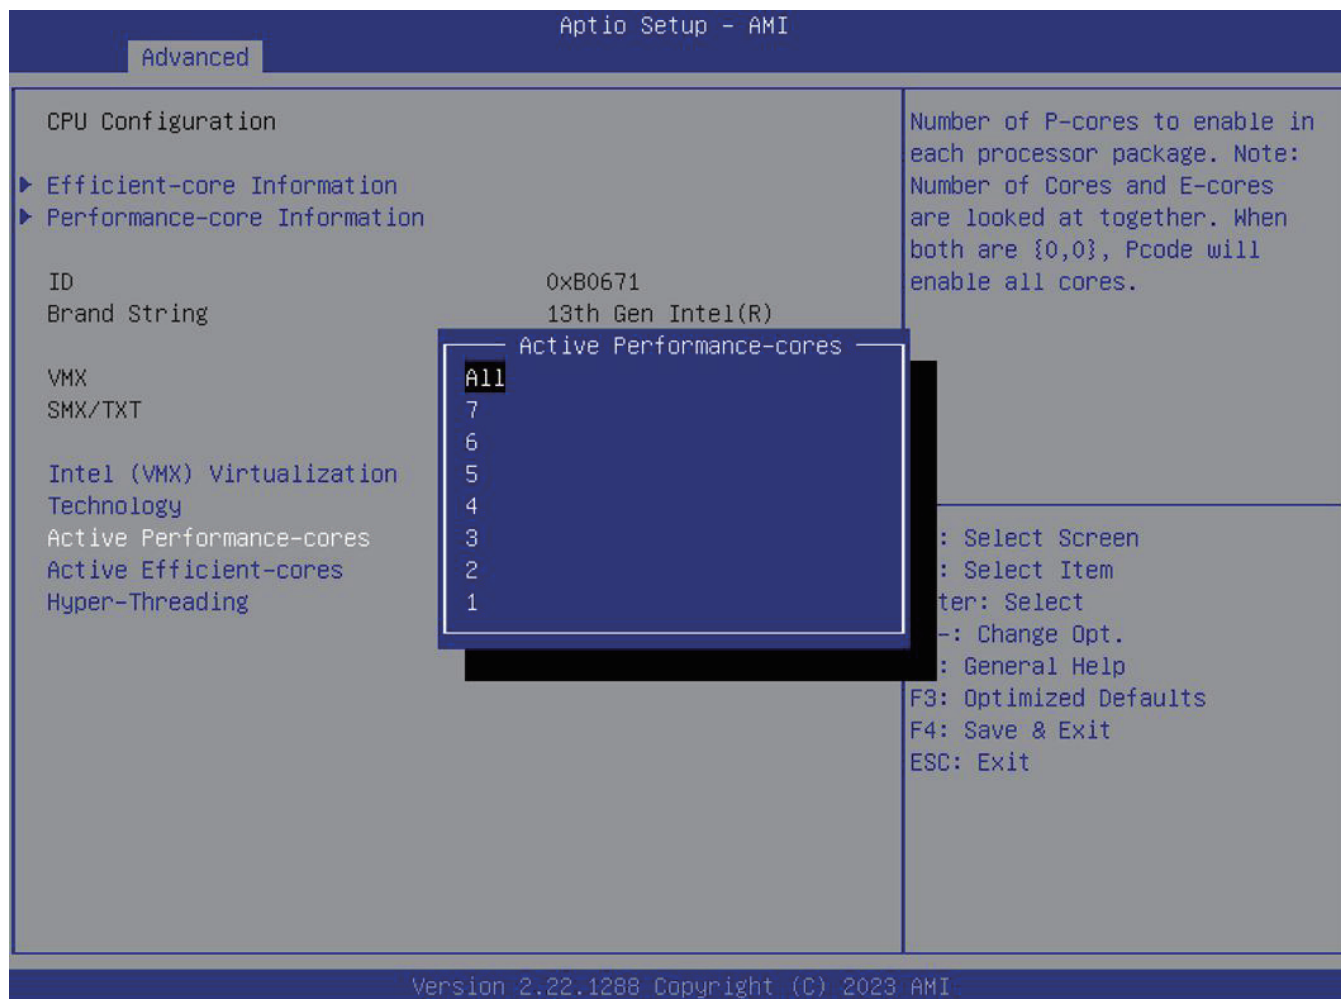 Aptio Setup – AMI
Advanced
CPU Configuration
Efficient-core Information
Performance-core Information
ID 0xB0671
Brand String 13th Gen Intel(R)
VMX
SMX/TXT
Intel (VMX) Virtualization
Technology
Active Performance-cores
Active Efficient-cores
Hyper-Threading
Active Performance-cores
All
7
6
5
4
3
2
1
Number of P-cores to enable in
each processor package. Note:
Number of Cores and E-cores
are looked at together. When
both are {0,0}, Pcode will
enable all cores.
: Select Screen
: Select Item
ter: Select
-: Change Opt.
: General Help
F3: Optimized Defaults
F4: Save & Exit
ESC: Exit
Version 2.22.1288 Copyright (C) 2023 AMI